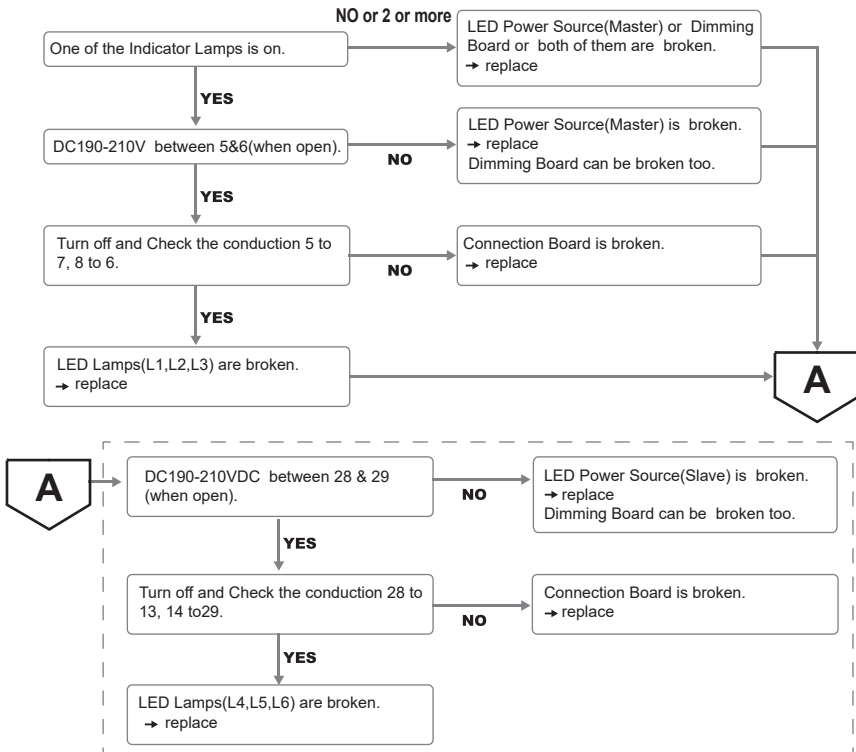 NO or 2 or more
One of the Indicator Lamps is on.
LED Power Source(Master) or Dimming
Board or both of them are broken.
→ replace
YES
DC190-210V between 5&6(when open).
NO
LED Power Source(Master) is broken.
→ replace
Dimming Board can be broken too.
YES
Turn off and Check the conduction 5 to
7, 8 to 6.
NO
Connection Board is broken.
→ replace
YES
LED Lamps(L1,L2,L3) are broken.
→ replace
A
A
DC190-210VDC between 28 & 29
(when open).
NO
LED Power Source(Slave) is broken.
→ replace
Dimming Board can be broken too.
YES
Turn off and Check the conduction 28 to
13, 14 to29.
NO
Connection Board is broken.
→ replace
YES
LED Lamps(L4,L5,L6) are broken.
→ replace